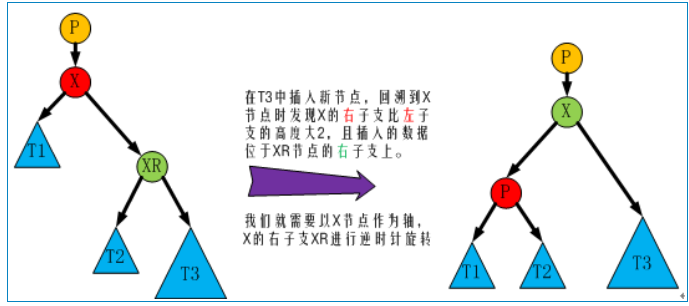 P
X
T1
XR
T2
T3
在T3中插入新节点，回溯到X
节点时发现X的右子支比左子
支的高度大2，且插入的数据
位于XR节点的右子支上。
我们就需要以X节点作为轴，
X的右子支XR进行逆时针旋转
P
X
P
T1
T2
T3